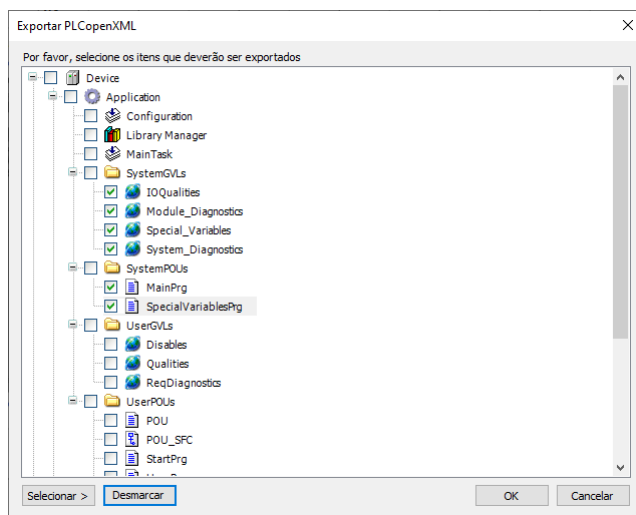 Exportar PLCopenXML
Por favor, selecione os itens que deverão ser exportados
Device
Application
Configuration
Library Manager
MainTask
SystemGVLs
IOQualities
Module_Diagnostics
Special_Variables
System_Diagnostics
SystemPOUs
MainPrg
SpecialVariablesPrg
UserGVLs
Disables
Qualities
ReqDiagnostics
UserPOUs
POU
POU_SFC
StartPrg
Selecionar > Desmarcar OK Cancelar